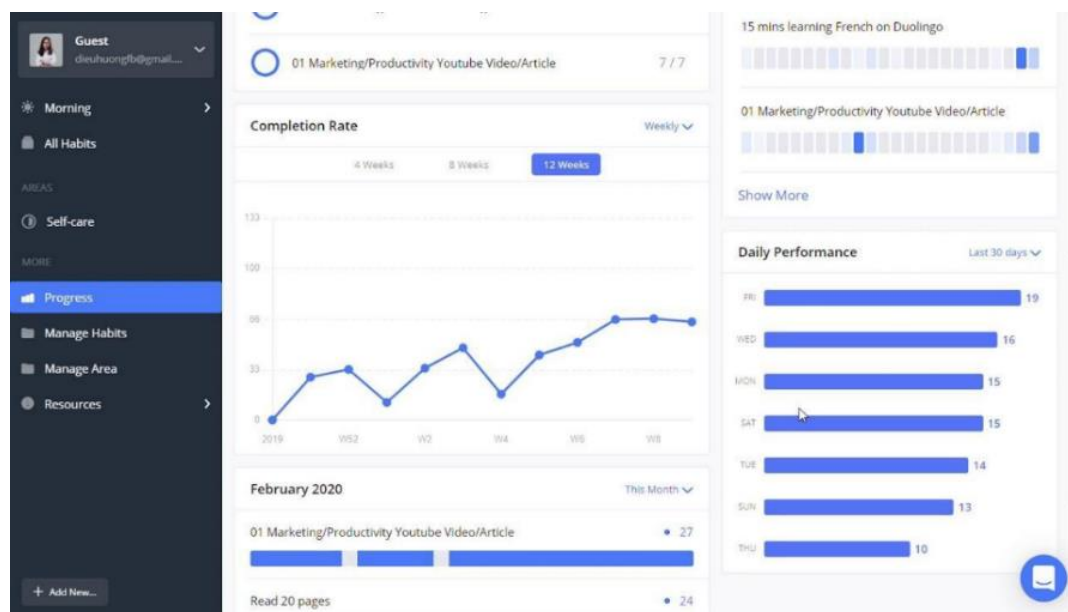 Guest
dieuhuongfb@gmail....
Morning
All Habits
AREAS
Self-care
MORE
Progress
Manage Habits
Manage Area
Resources
+ Add New...
01 Marketing/Productivity Youtube Video/Article 7/7
Completion Rate Weekly
4 Weeks 8 Weeks 12 Weeks
133
100
66
33
0
2019 W52 W2 W4 W6 W8
February 2020 This Month
01 Marketing/Productivity Youtube Video/Article 27
Read 20 pages 24
15 mins learning French on Duolingo
01 Marketing/Productivity Youtube Video/Article
Show More
Daily Performance Last 30 days
FRI 19
WED 16
MON 15
SAT 15
TUE 14
SUN 13
THU 10